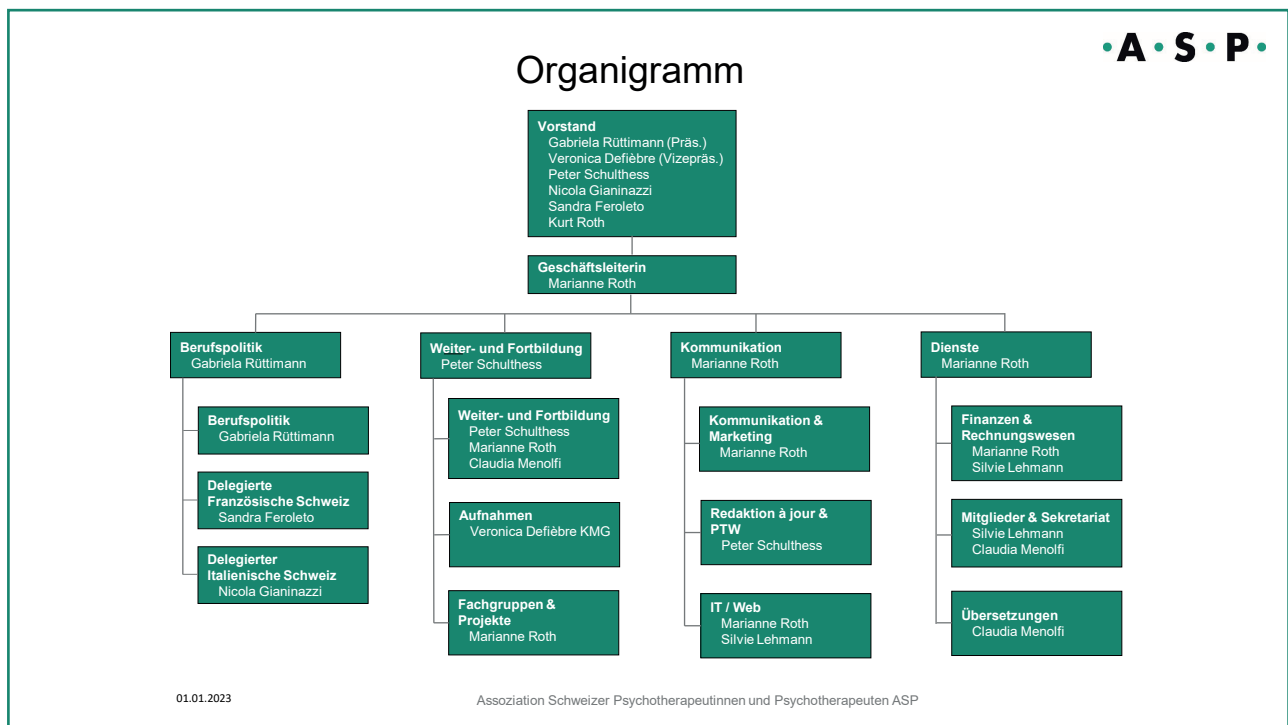 Organigramm
•A•S•P•
Vorstand
Gabriela Rüttimann (Präs.)
Veronica Defièbre (Vizepräs.)
Peter Schulthess
Nicola Gianinazzi
Sandra Feroleto
Kurt Roth
Geschäftsleiterin
Marianne Roth
Berufspolitik
Gabriela Rüttimann
Berufspolitik
Gabriela Rüttimann
Delegierte
Französische Schweiz
Sandra Feroleto
Delegierter
Italienische Schweiz
Nicola Gianinazzi
Weiter- und Fortbildung
Peter Schulthess
Weiter- und Fortbildung
Peter Schulthess
Marianne Roth
Claudia Menolfi
Aufnahmen
Veronica Defièbre KMG
Fachgruppen &
Projekte
Marianne Roth
Kommunikation
Marianne Roth
Kommunikation &
Marketing
Marianne Roth
Redaktion à jour &
PTW
Peter Schulthess
IT / Web
Marianne Roth
Silvie Lehmann
Dienste
Marianne Roth
Finanzen &
Rechnungswesen
Marianne Roth
Silvie Lehmann
Mitglieder & Sekretariat
Silvie Lehmann
Claudia Menolfi
Übersetzungen
Claudia Menolfi
01.01.2023
Assoziation Schweizer Psychotherapeutinnen und Psychotherapeuten ASP